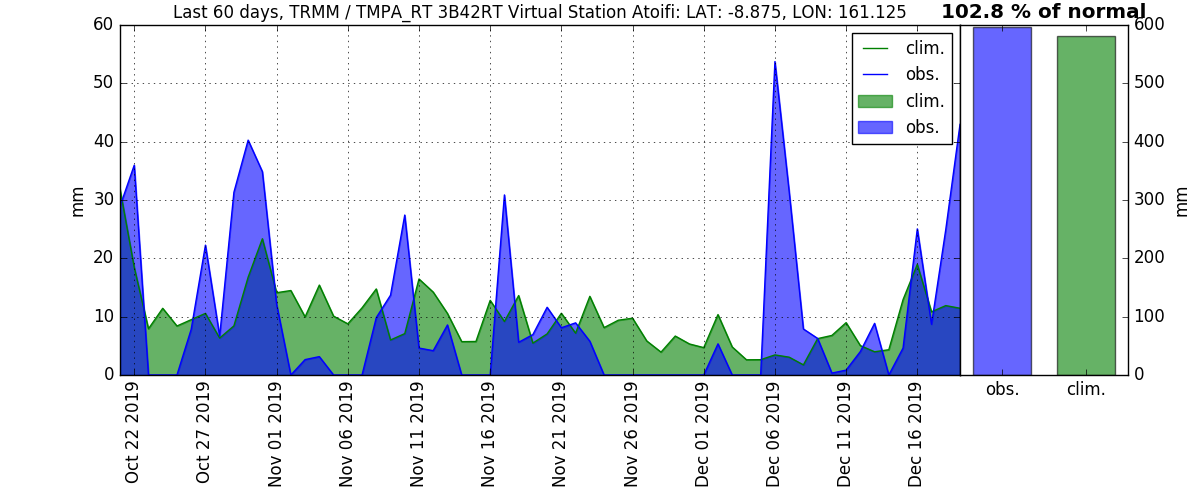 Last 60 days, TRMM / TMPA_RT 3B42RT Virtual Station Atoifi: LAT: -8.875, LON: 161.125
102.8 % of normal
60
50
40
30
20
10
0
mm
clim.
obs.
clim.
obs.
600
500
400
300
200
100
0
mm
Oct 22 2019
Oct 27 2019
Nov 01 2019
Nov 06 2019
Nov 11 2019
Nov 16 2019
Nov 21 2019
Nov 26 2019
Dec 01 2019
Dec 06 2019
Dec 11 2019
Dec 16 2019
obs.
clim.